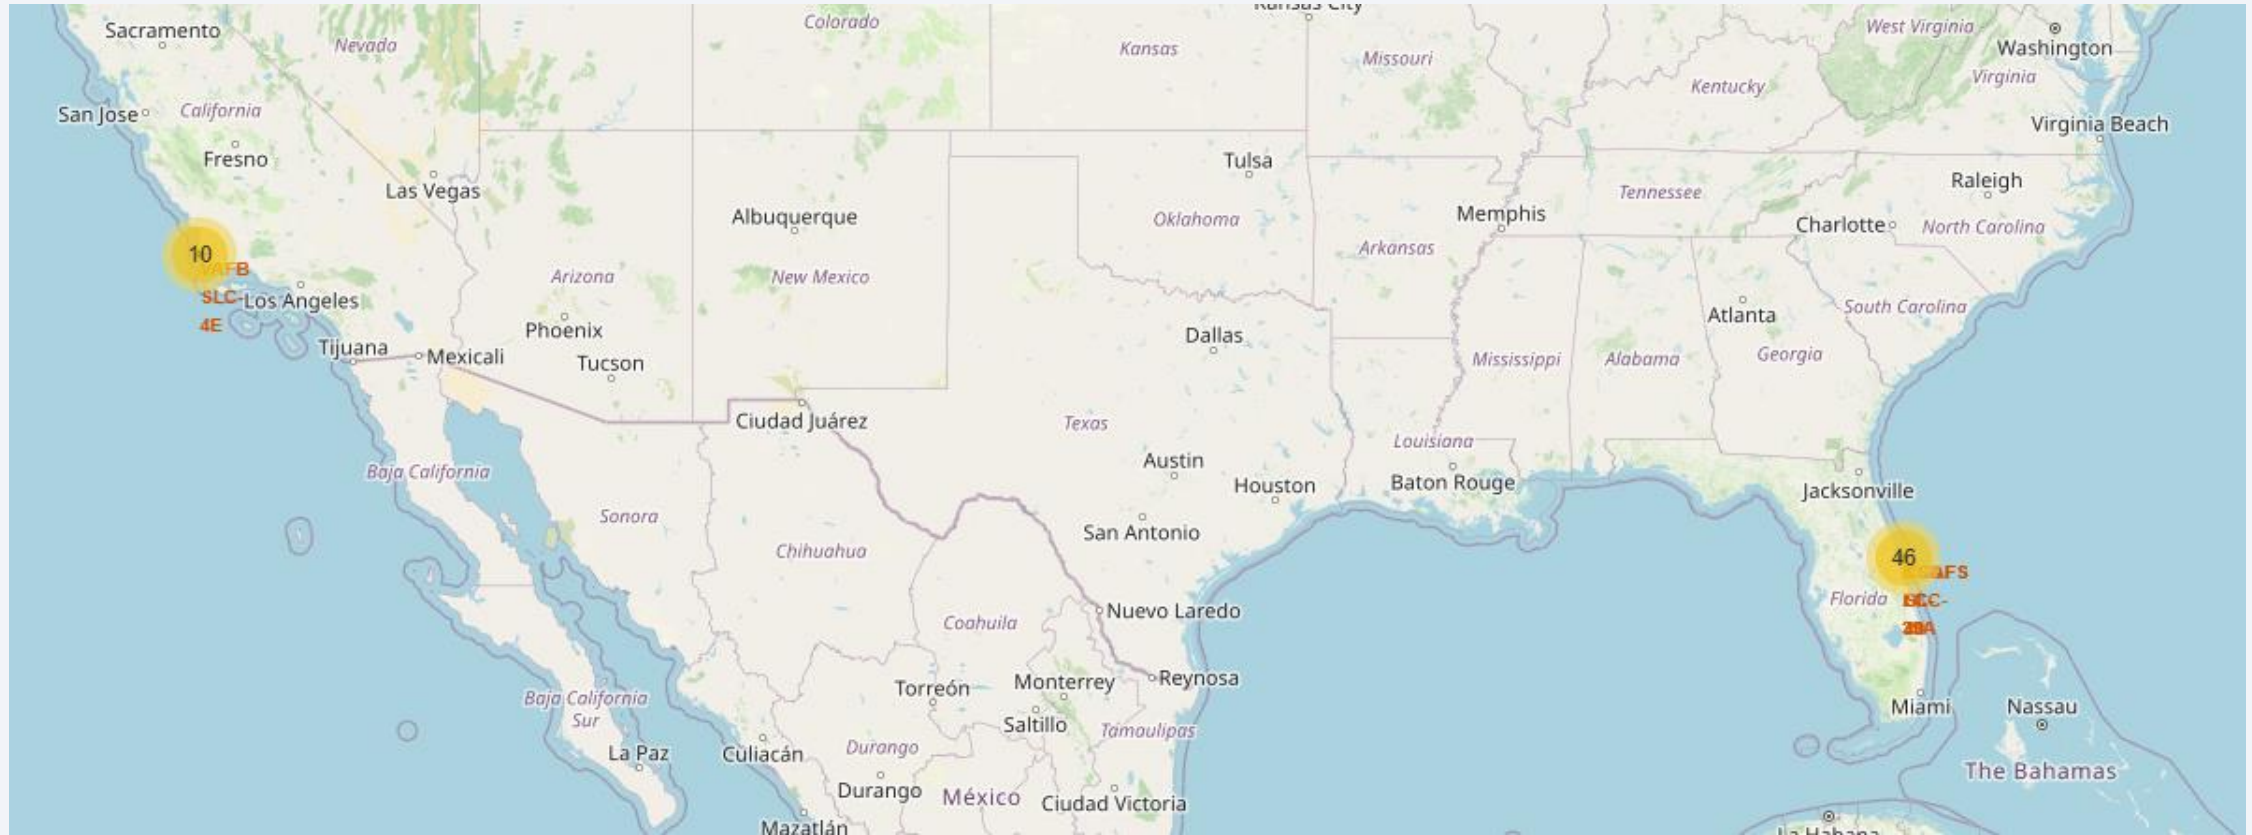 Kansas City
Sacramento
Colorado
West Virginia
Nevada
Kansas
Washington
Missouri
Virginia
Kentucky
California
San Jose
Virginia Beach
Fresno
Tulsa
Las Vegas
Raleigh
Tennessee
Albuquerque
Memphis
Oklahoma
Charlotte
North Carolina
Arkansas
10
VAFB
Arizona
New Mexico
SLC-
Los Angeles
South Carolina
Atlanta
4E
Phoenix
Dallas
Tijuana
Mexicali
Tucson
Mississippi
Alabama
Georgia
Ciudad Juárez
Texas
Louisiana
Austin
Baja California
Houston
Baton Rouge
Jacksonville
Sonora
San Antonio
Chihuahua
46
Florida
Nuevo Laredo
Coahuila
Reynosa
Monterrey
Torreón
Baja California
Sur
Miami
Nassau
Saltillo
Tamaulipas
Durango
La Paz
Culiacán
The Bahamas
Durango
México
Ciudad Victoria
Mazatlán
La Habana